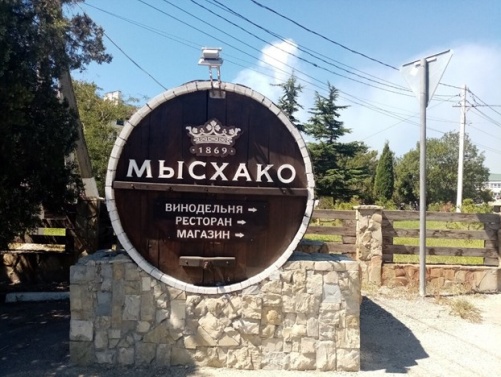 1869
МЫСХАКО
ВИНОДЕЛЬНЯ →
РЕСТОРАН →
МАГАЗИН →